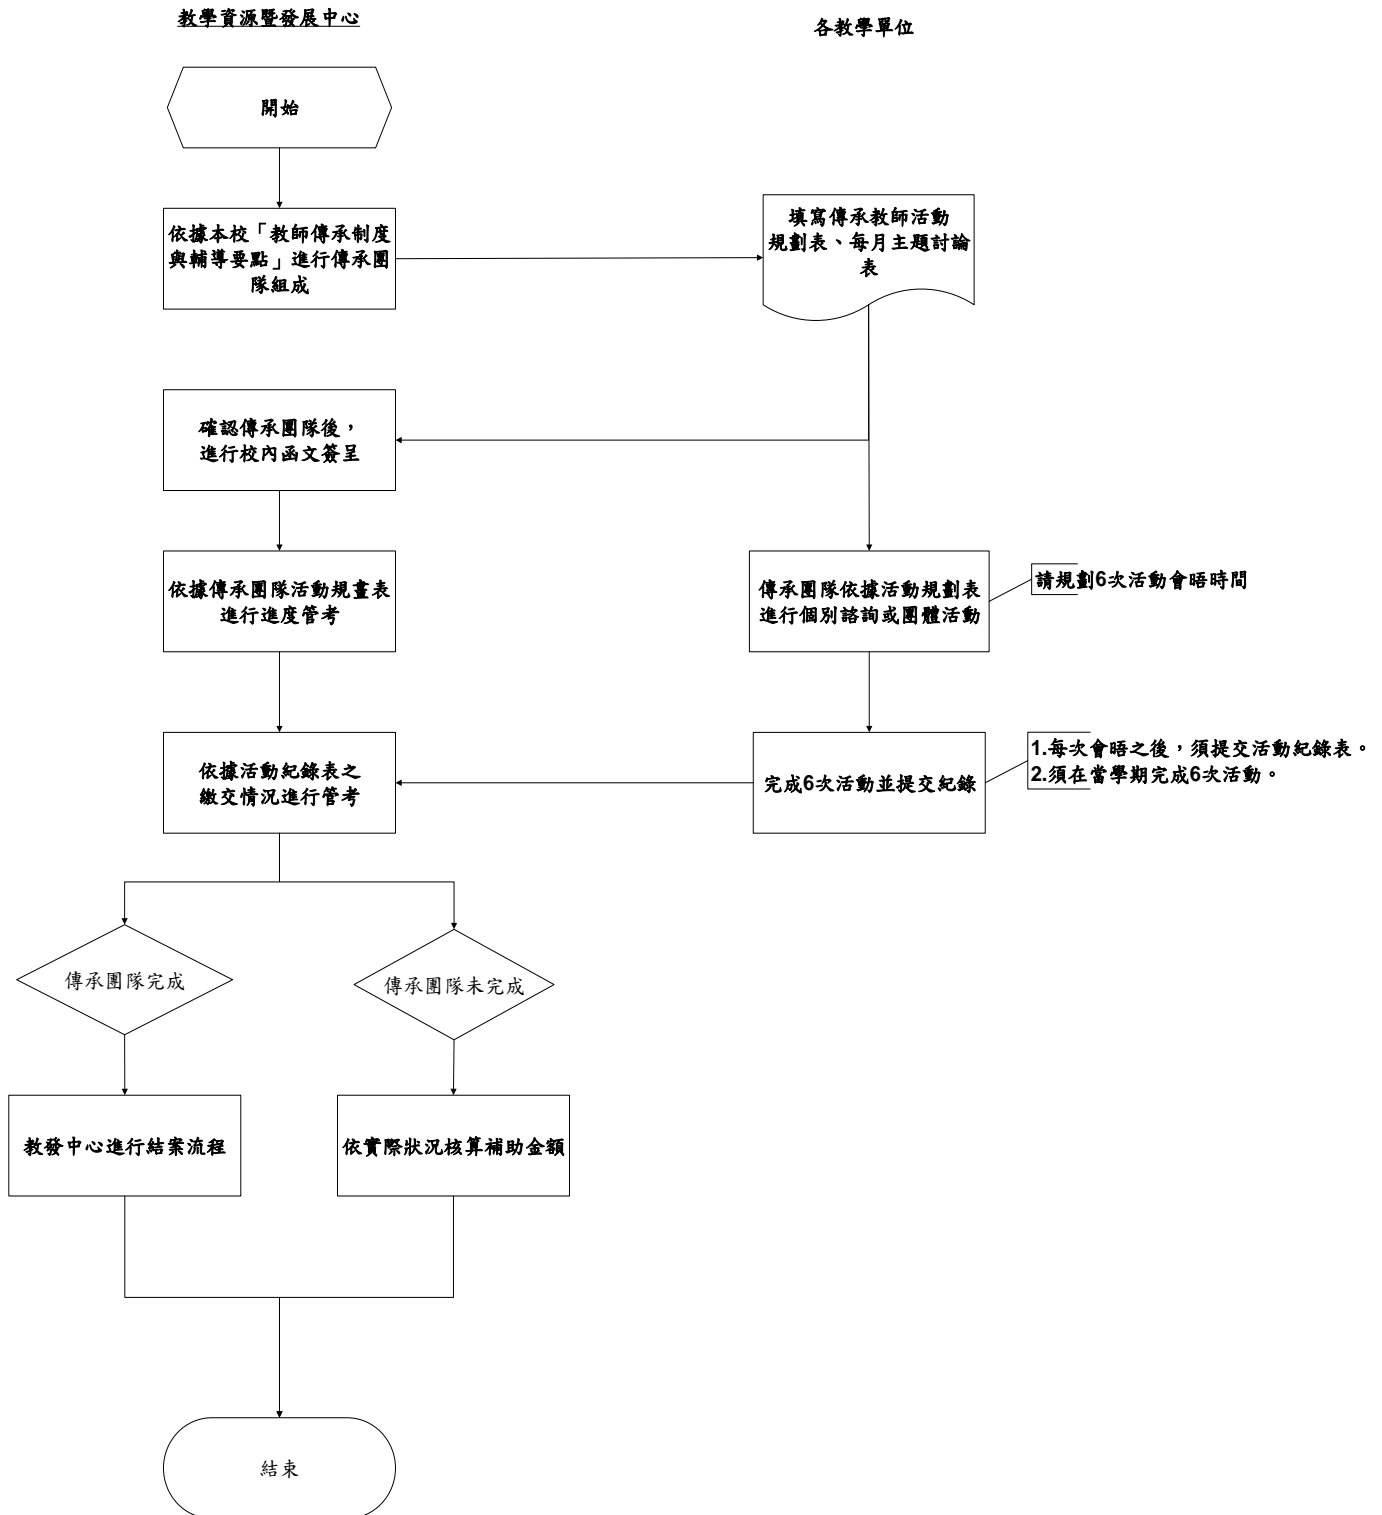 教學資源暨發展中心
各教學單位
開始
依據本校「教師傳承制度
與輔導要點」進行傳承團
隊組成
填寫傳承教師活動
規劃表、每月主題討論
表
確認傳承團隊後，
進行校內函文簽呈
依據傳承團隊活動規畫表
進行進度管考
傳承團隊依據活動規劃表
進行個別諮詢或團體活動
請規劃6次活動會晤時間
依據活動紀錄表之
繳交情況進行管考
完成6次活動並提交紀錄
1.每次會晤之後，須提交活動紀錄表。
2.須在當學期完成6次活動。
傳承團隊完成
傳承團隊未完成
教發中心進行結案流程
依實際狀況核算補助金額
結束